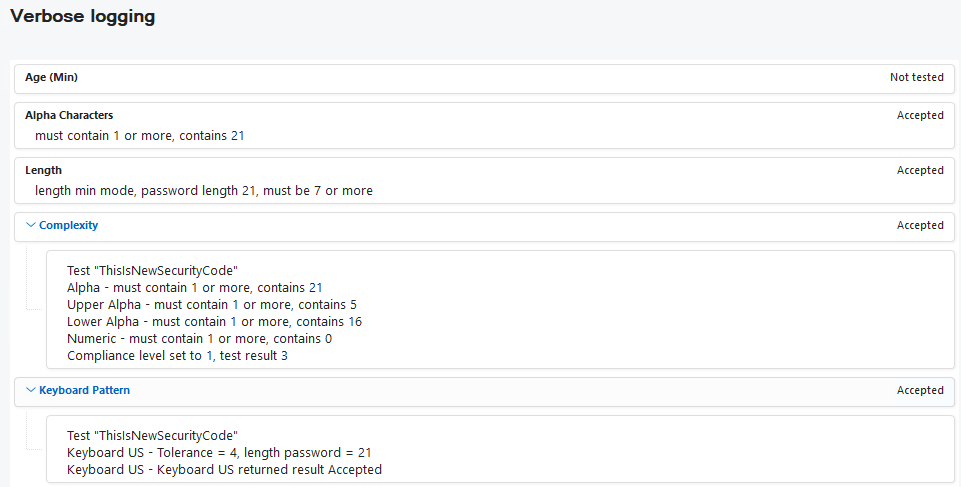 Verbose logging
Age (Min) Not tested
Alpha Characters Accepted
must contain 1 or more, contains 21
Length Accepted
length min mode, password length 21, must be 7 or more
Complexity Accepted
Test "ThisIsNewSecurityCode"
Alpha - must contain 1 or more, contains 21
Upper Alpha - must contain 1 or more, contains 5
Lower Alpha - must contain 1 or more, contains 16
Numeric - must contain 1 or more, contains 0
Compliance level set to 1, test result 3
Keyboard Pattern Accepted
Test "ThisIsNewSecurityCode"
Keyboard US - Tolerance = 4, length password = 21
Keyboard US - Keyboard US returned result Accepted